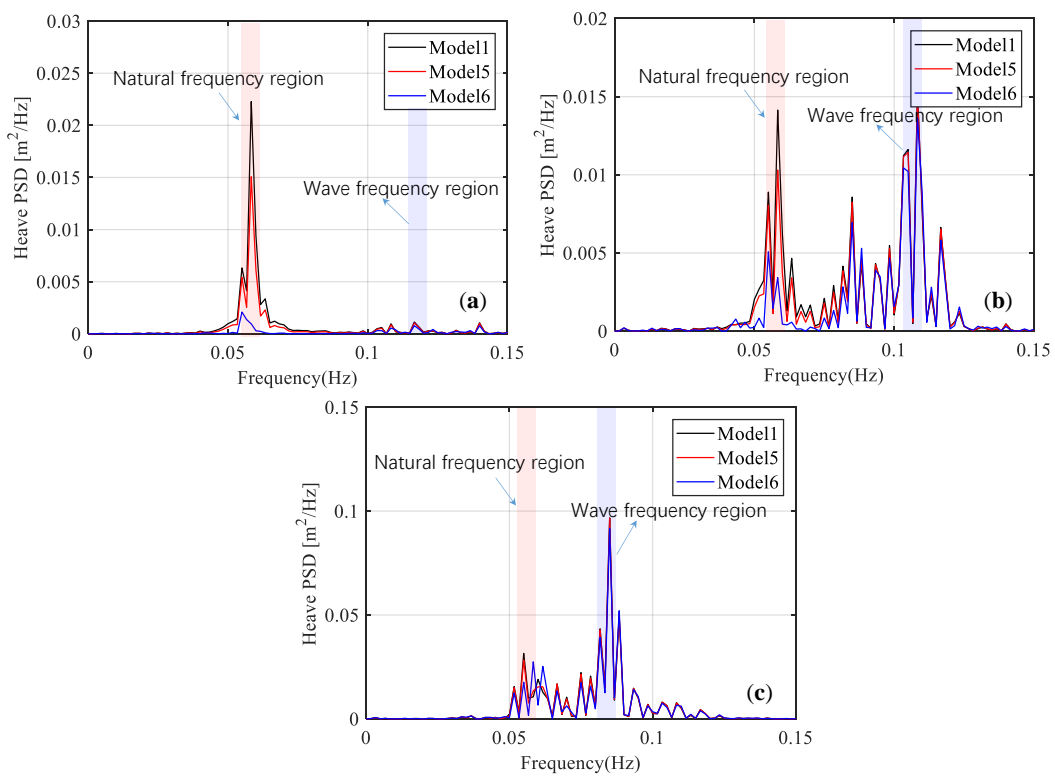 0.03
0.025
0.02
0.015
0.01
0.005
0
Heave PSD [m²/Hz]
Model1
Model5
Model6
Natural frequency region
Wave frequency region
(a)
0
0.05
0.1
0.15
Frequency(Hz)
0.02
0.015
0.01
0.005
0
Heave PSD [m²/Hz]
Model1
Model5
Model6
Natural frequency region
Wave frequency region
(b)
0
0.05
0.1
0.15
Frequency(Hz)
0.15
0.1
0.05
0
Heave PSD [m²/Hz]
Model1
Model5
Model6
Natural frequency region
Wave frequency region
(c)
0
0.05
0.1
0.15
Frequency(Hz)